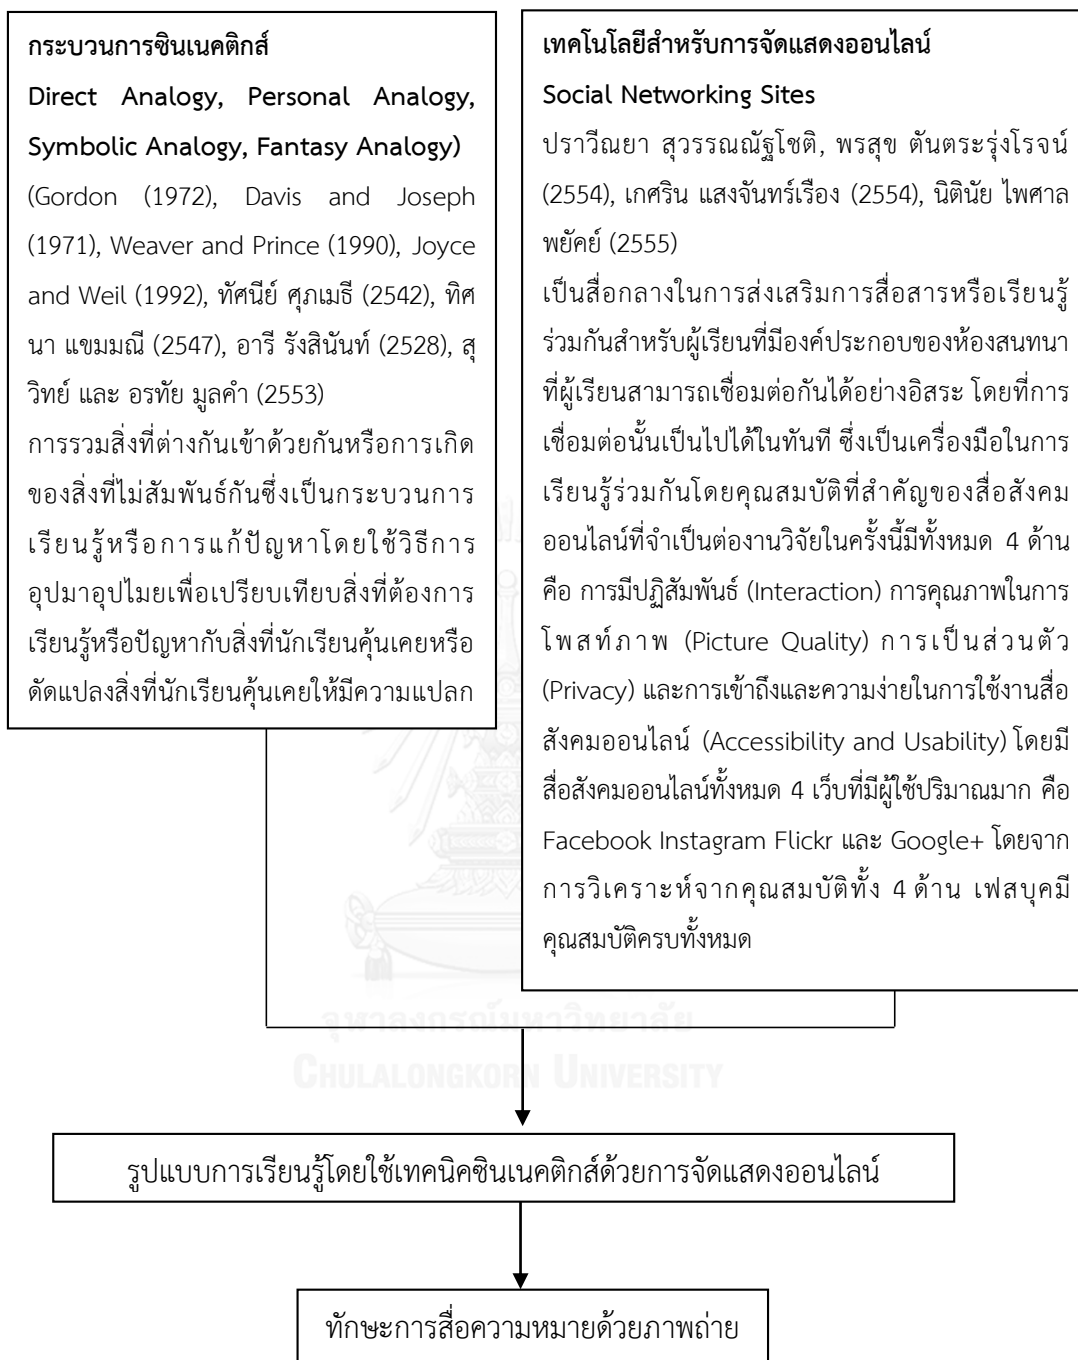 กระบวนการซินเนคติกส์
Direct Analogy, Personal Analogy,
Symbolic Analogy, Fantasy Analogy)
(Gordon (1972), Davis and Joseph
(1971), Weaver and Prince (1990), Joyce
and Weil (1992), ทัศนีย์ ศุภเมธี (2542), ทิศ
นา แขมมณี (2547), อารี รังสินันท์ (2528), สุ
วิทย์ และ อรทัย มูลคำ (2553)
การรวมสิ่งที่ต่างกันเข้าด้วยกันหรือการเกิด
ของสิ่งที่ไม่สัมพันธ์กันซึ่งเป็นกระบวนการ
เรียนรู้หรือการแก้ปัญหาโดยใช้วิธีการ
อุปมาอุปไมยเพื่อเปรียบเทียบสิ่งที่ต้องการ
เรียนรู้หรือปัญหากับสิ่งที่นักเรียนคุ้นเคยหรือ
ดัดแปลงสิ่งที่นักเรียนคุ้นเคยให้มีความแปลก
เทคโนโลยีสำหรับการจัดแสดงออนไลน์
Social Networking Sites
ปราวีณยา สุวรรณณัฐโชติ, พรสุข ตันตระรุ่งโรจน์
(2554), เกศริน แสงจันทร์เรือง (2554), นิตินัย ไพศาล
พยัคย์ (2555)
เป็นสื่อกลางในการส่งเสริมการสื่อสารหรือเรียนรู้
ร่วมกันสำหรับผู้เรียนที่มีองค์ประกอบของห้องสนทนา
ที่ผู้เรียนสามารถเชื่อมต่อกันได้อย่างอิสระ โดยที่การ
เชื่อมต่อนั้นเป็นไปได้ในทันที ซึ่งเป็นเครื่องมือในการ
เรียนรู้ร่วมกันโดยคุณสมบัติที่สำคัญของสื่อสังคม
ออนไลน์ที่จำเป็นต่องานวิจัยในครั้งนี้มีทั้งหมด 4 ด้าน
คือ การมีปฏิสัมพันธ์ (Interaction) การคุณภาพในการ
โพสท์ภาพ (Picture Quality) การเป็นส่วนตัว
(Privacy) และการเข้าถึงและความง่ายในการใช้งานสื่อ
สังคมออนไลน์ (Accessibility and Usability) โดยมี
สื่อสังคมออนไลน์ทั้งหมด 4 เว็บที่มีผู้ใช้ปริมาณมาก คือ
Facebook Instagram Flickr และ Google+ โดยจาก
การวิเคราะห์จากคุณสมบัติทั้ง 4 ด้าน เฟสบุคมี
คุณสมบัติครบทั้งหมด
จุฬาลงกรณ์มหาวิทยาลัย
CHULALONGKORN UNIVERSITY
รูปแบบการเรียนรู้โดยใช้เทคนิคซินเนคติกส์ด้วยการจัดแสดงออนไลน์
ทักษะการสื่อความหมายด้วยภาพถ่าย